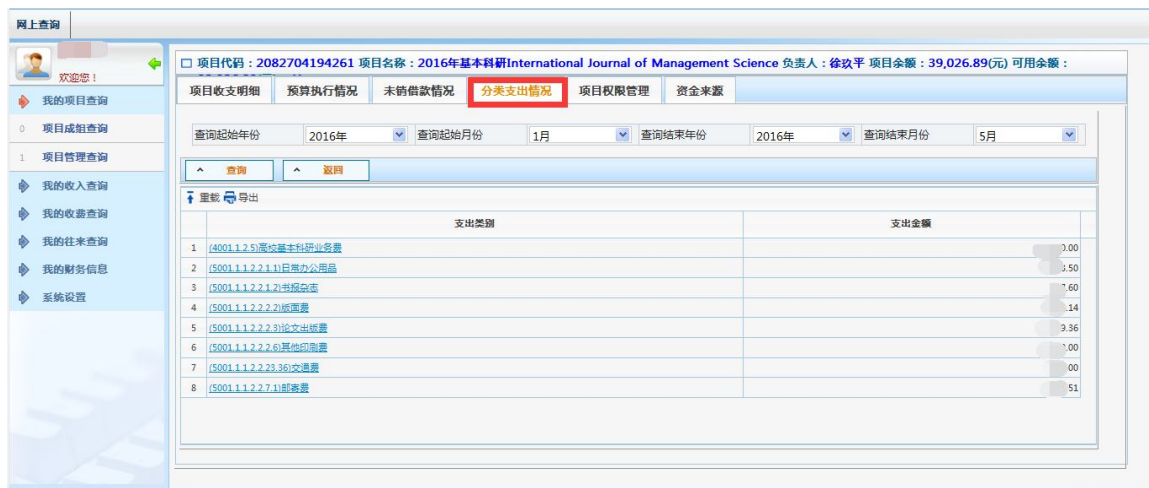 网上查询
欢迎您！
我的项目查询
0 项目成组查询
1 项目管理查询
我的收入查询
我的收费查询
我的往来查询
我的财务信息
系统设置
项目代码：2082704194261 项目名称：2016年基本科研International Journal of Management Science 负责人：徐玖平 项目余额：39,026.89(元) 可用余额：
项目收支明细 预算执行情况 未销借款情况 分类支出情况 项目权限管理 资金来源
查询起始年份 2016年 查询起始月份 1月 查询结束年份 2016年 查询结束月份 5月
查询 返回
重载 导出
支出类别 支出金额
1 (4001.1.2.5)高校基本科研业务费 0.00
2 (5001.1.1.2.2.1.1)日常办公用品 .50
3 (5001.1.1.2.2.1.2)书报杂志 .60
4 (5001.1.1.2.2.2.2)版面费 .14
5 (5001.1.1.2.2.2.3)论文出版费 9.36
6 (5001.1.1.2.2.2.6)其他印刷费 .00
7 (5001.1.1.2.2.23.36)交通费 00
8 (5001.1.1.2.2.7.1)邮寄费 51